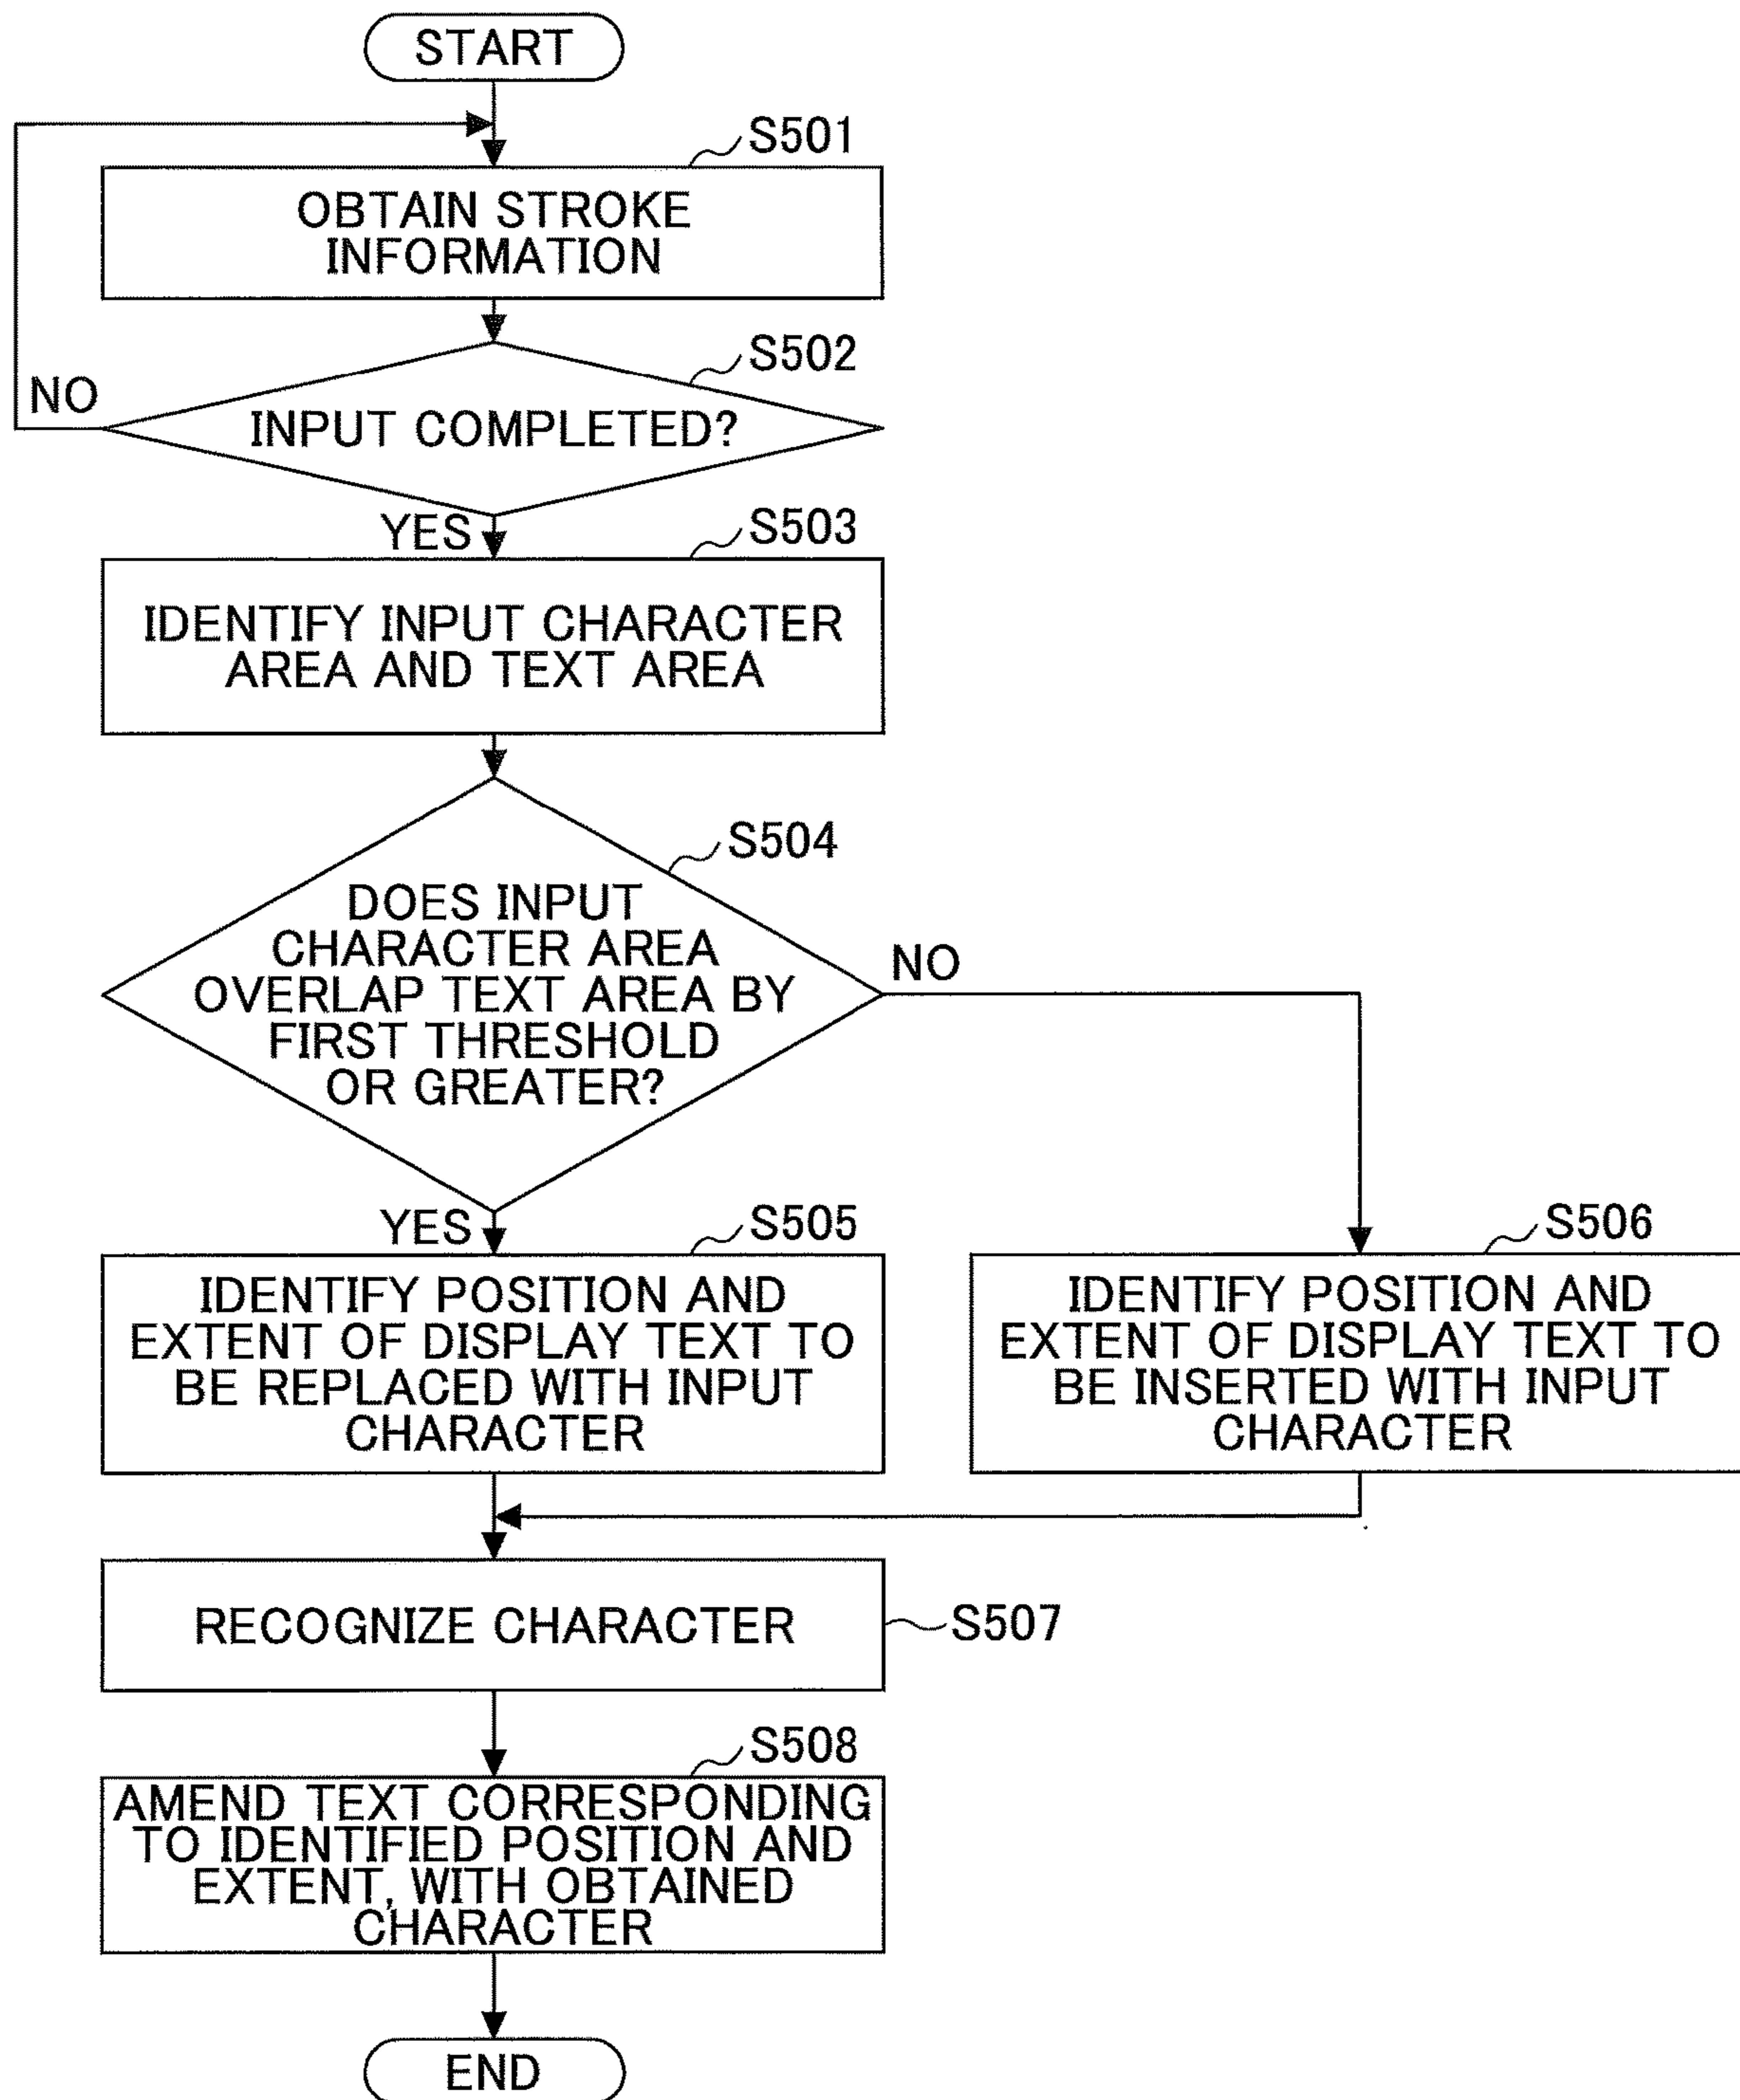 START
S501
OBTAIN STROKE
INFORMATION
S502
NO
INPUT COMPLETED?
YES
S503
IDENTIFY INPUT CHARACTER
AREA AND TEXT AREA
S504
DOES INPUT
CHARACTER AREA
OVERLAP TEXT AREA BY
FIRST THRESHOLD
OR GREATER?
NO
YES
S505
IDENTIFY POSITION AND
EXTENT OF DISPLAY TEXT TO
BE REPLACED WITH INPUT
CHARACTER
S506
IDENTIFY POSITION AND
EXTENT OF DISPLAY TEXT TO
BE INSERTED WITH INPUT
CHARACTER
RECOGNIZE CHARACTER
S507
S508
AMEND TEXT CORRESPONDING
TO IDENTIFIED POSITION AND
EXTENT, WITH OBTAINED
CHARACTER
END